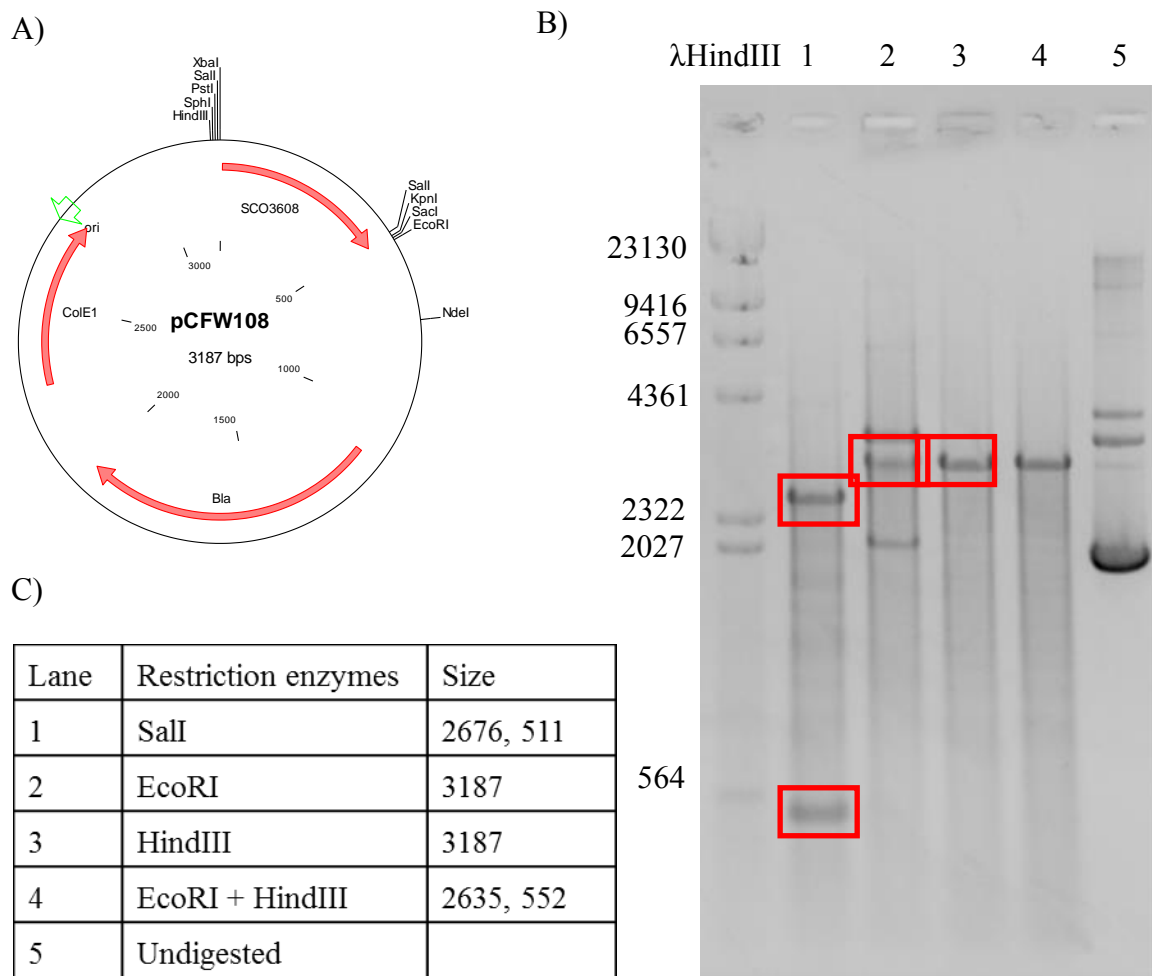 A)
XbaI
SalI
PstI
SphI
HindIII
SCO3608
SalI
KpnI
SacI
EcoRI
NdeI
ori
ColE1
Bla
3000
500
2500
1000
2000
1500
pCFW108
3187 bps
B)
λHindIII 1 2 3 4 5
23130
9416
6557
4361
2322
2027
564
C)
Lane Restriction enzymes Size
1 SalI 2676, 511
2 EcoRI 3187
3 HindIII 3187
4 EcoRI + HindIII 2635, 552
5 Undigested